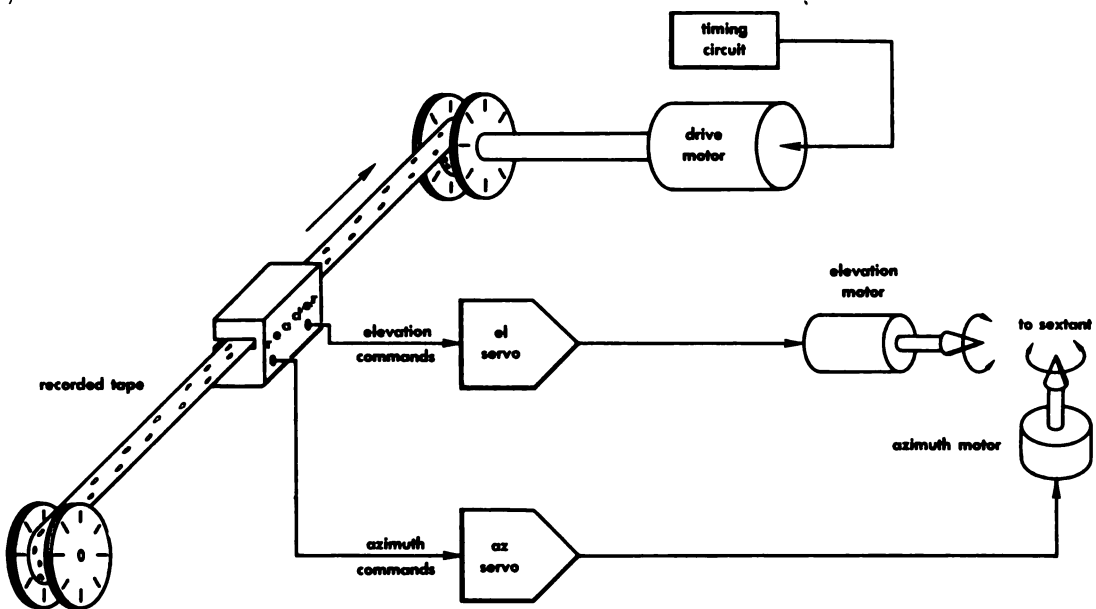 timing
circuit
drive
motor
elevation
motor
reader
elevation
commands
el
servo
to sextant
recorded tape
azimuth motor
azimuth
commands
az
servo